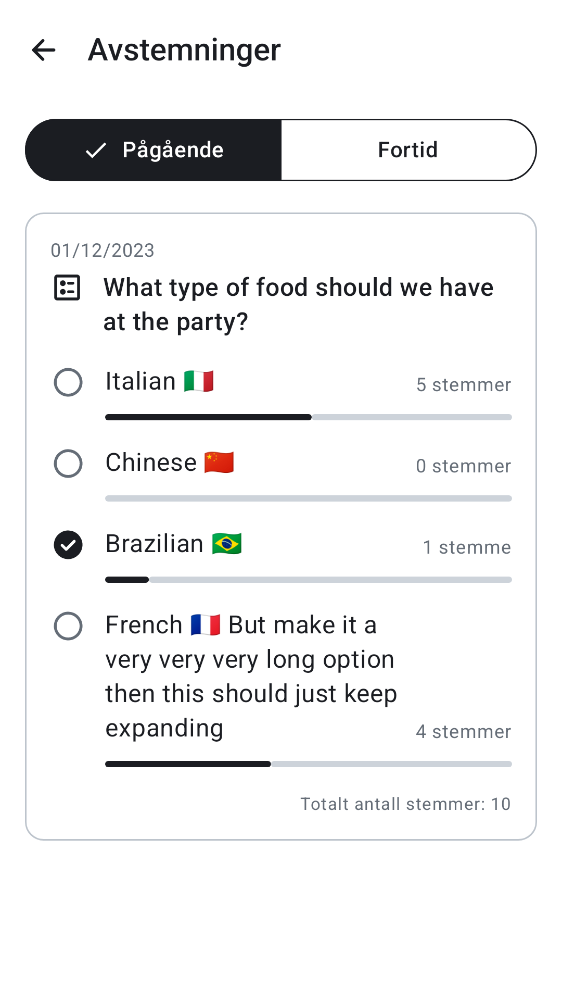 Avstemninger
Pågående
Fortid
01/12/2023
What type of food should we have
at the party?
Italian 🇮🇹
5 stemmer
Chinese 🇨🇳
0 stemmer
Brazilian 🇧🇷
1 stemme
French 🇫🇷 But make it a
very very very long option
then this should just keep
expanding
4 stemmer
Totalt antall stemmer: 10